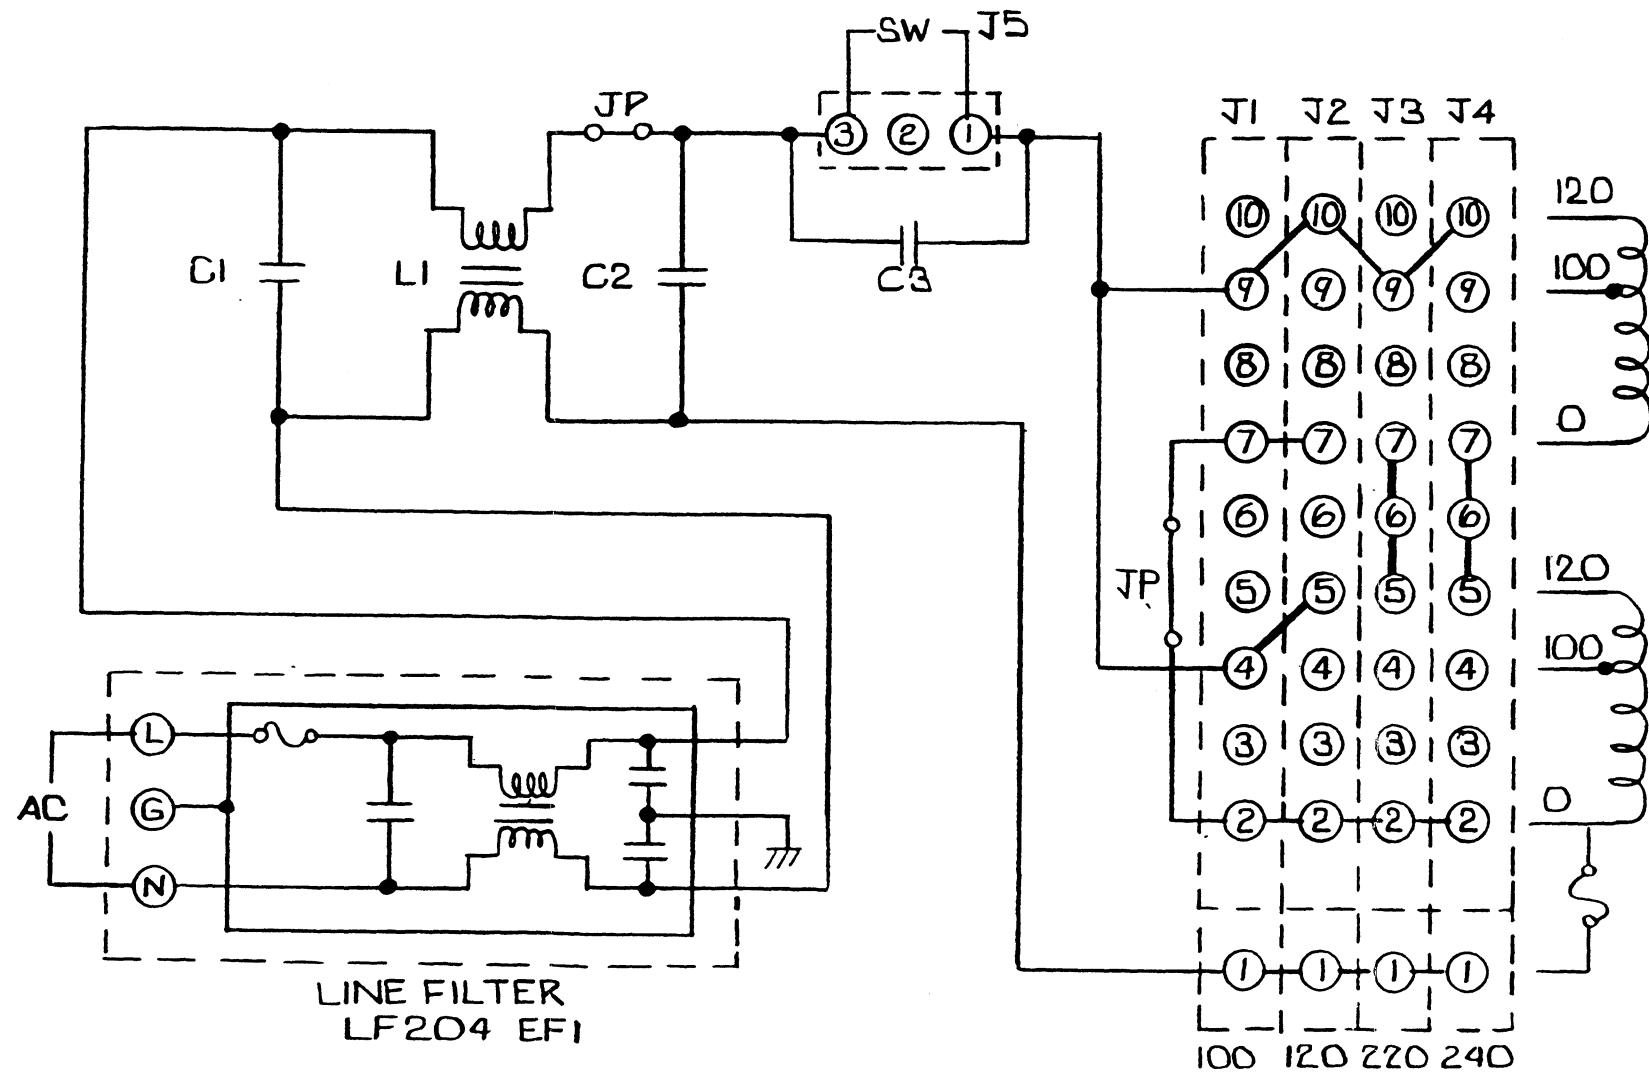 SW J5
JP
3 2 1
J1 J2 J3 J4
10 10 10 10 120
C1 L1 C2 C3 9 9 9 9 100
8 8 8 8
7 7 7 7 0
6 6 6 6
JP 5 5 5 5 120
4 4 4 4 100
L
3 3 3 3
AC G 2 2 2 2 0
N
1 1 1 1
LINE FILTER
LF204 EF1
100 120 220 240